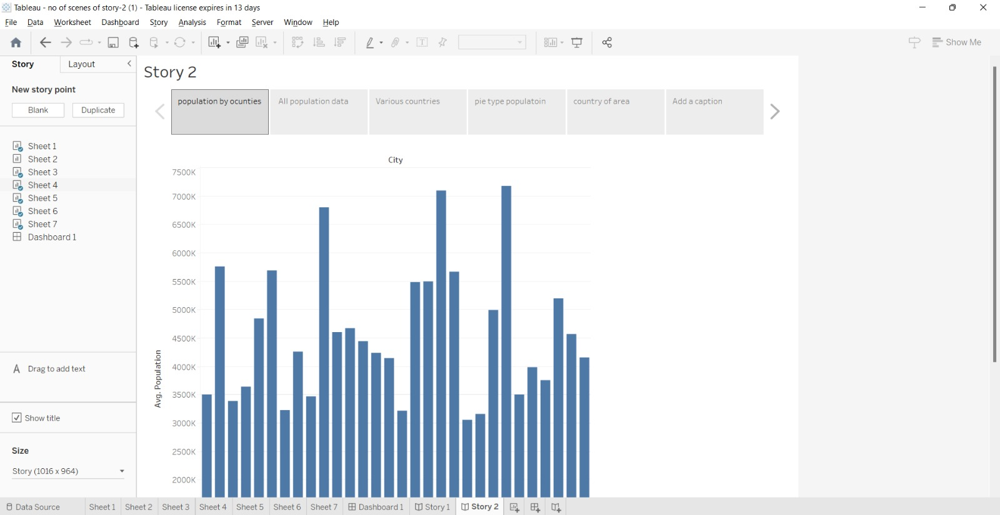 Tableau - no of scenes of story-2 (1) - Tableau license expires in 13 days
File Data Worksheet Dashboard Story Analysis Format Server Window Help
Show Me
Story Layout
New story point
Blank Duplicate
Sheet 1
Sheet 2
Sheet 3
Sheet 4
Sheet 5
Sheet 6
Sheet 7
Dashboard 1
A Drag to add text
Show title
Size
Story (1016 x 964)
Story 2
population by ocunties
All population data
Various countries
pie type populatoin
country of area
Add a caption
City
7500K
7000K
6500K
6000K
5500K
5000K
4500K
4000K
3500K
3000K
2500K
2000K
Avg. Population
Data Source Sheet 1 Sheet 2 Sheet 3 Sheet 4 Sheet 5 Sheet 6 Sheet 7 Dashboard 1 Story 1 Story 2